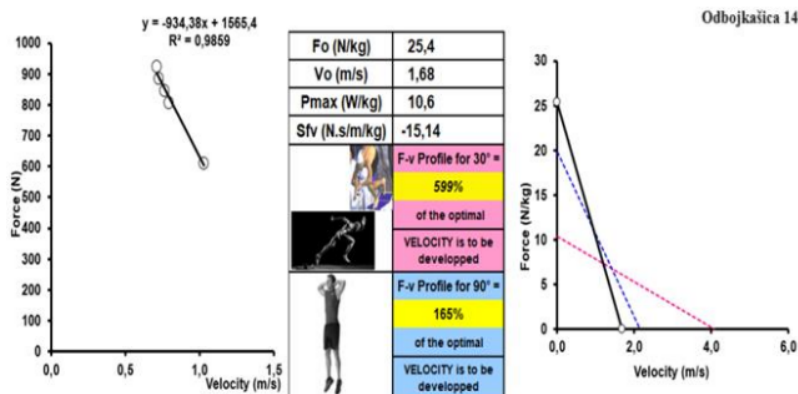 Odbojkašica 14
y = -934,38x + 1565,4
R² = 0,9859
1000
900
800
700
600
500
400
300
200
100
0
Force (N)
0,0
0,5
1,0
1,5
Velocity (m/s)
Fo (N/kg) 25,4
Vo (m/s) 1,68
Pmax (W/kg) 10,6
Sfv (N.s/m/kg) -15,14
F-v Profile for 30° =
599%
of the optimal
VELOCITY is to be
developped
F-v Profile for 90° =
165%
of the optimal
VELOCITY is to be
developped
30
25
20
15
10
5
0
Force (N/kg)
0,0
2,0
4,0
6,0
8,0
Velocity (m/s)